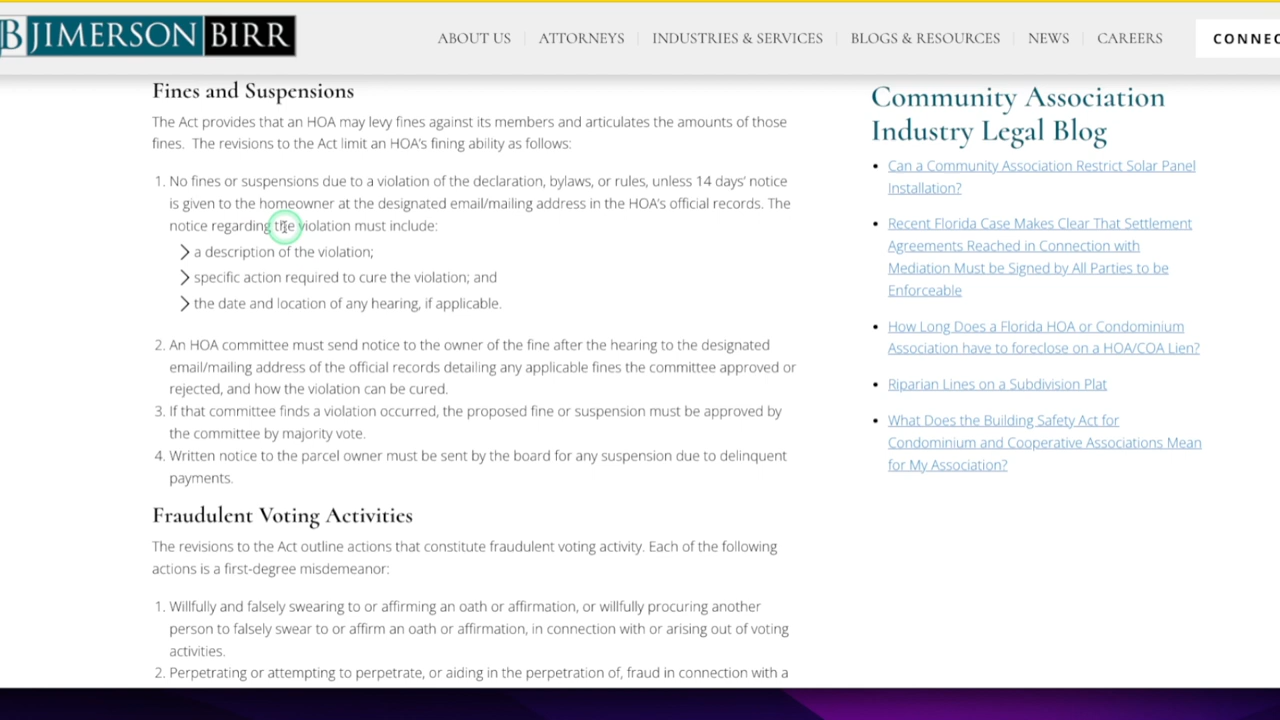 B JIMERSON BIRR
ABOUT US
ATTORNEYS
INDUSTRIES & SERVICES
BLOGS & RESOURCES
NEWS
CAREERS
CONNEC
Fines and Suspensions
The Act provides that an HOA may levy fines against its members and articulates the amounts of those
fines. The revisions to the Act limit an HOA's fining ability as follows:
1. No fines or suspensions due to a violation of the declaration, bylaws, or rules, unless 14 days' notice
is given to the homeowner at the designated email/mailing address in the HOA's official records. The
notice regarding the violation must include:
a description of the violation;
specific action required to cure the violation; and
the date and location of any hearing, if applicable.
2. An HOA committee must send notice to the owner of the fine after the hearing to the designated
email/mailing address of the official records detailing any applicable fines the committee approved or
rejected, and how the violation can be cured.
3. If that committee finds a violation occurred, the proposed fine or suspension must be approved by
the committee by majority vote.
4. Written notice to the parcel owner must be sent by the board for any suspension due to delinquent
payments.
Fraudulent Voting Activities
The revisions to the Act outline actions that constitute fraudulent voting activity. Each of the following
actions is a first-degree misdemeanor:
1. Willfully and falsely swearing to or affirming an oath or affirmation, or willfully procuring another
person to falsely swear to or affirm an oath or affirmation, in connection with or arising out of voting
activities.
2. Perpetrating or attempting to perpetrate, or aiding in the perpetration of, fraud in connection with a
Community Association
Industry Legal Blog
Can a Community Association Restrict Solar Panel
Installation?
Recent Florida Case Makes Clear That Settlement
Agreements Reached in Connection with
Mediation Must be Signed by All Parties to be
Enforceable
How Long Does a Florida HOA or Condominium
Association have to foreclose on a HOA/COA Lien?
Riparian Lines on a Subdivision Plat
What Does the Building Safety Act for
Condominium and Cooperative Associations Mean
for My Association?